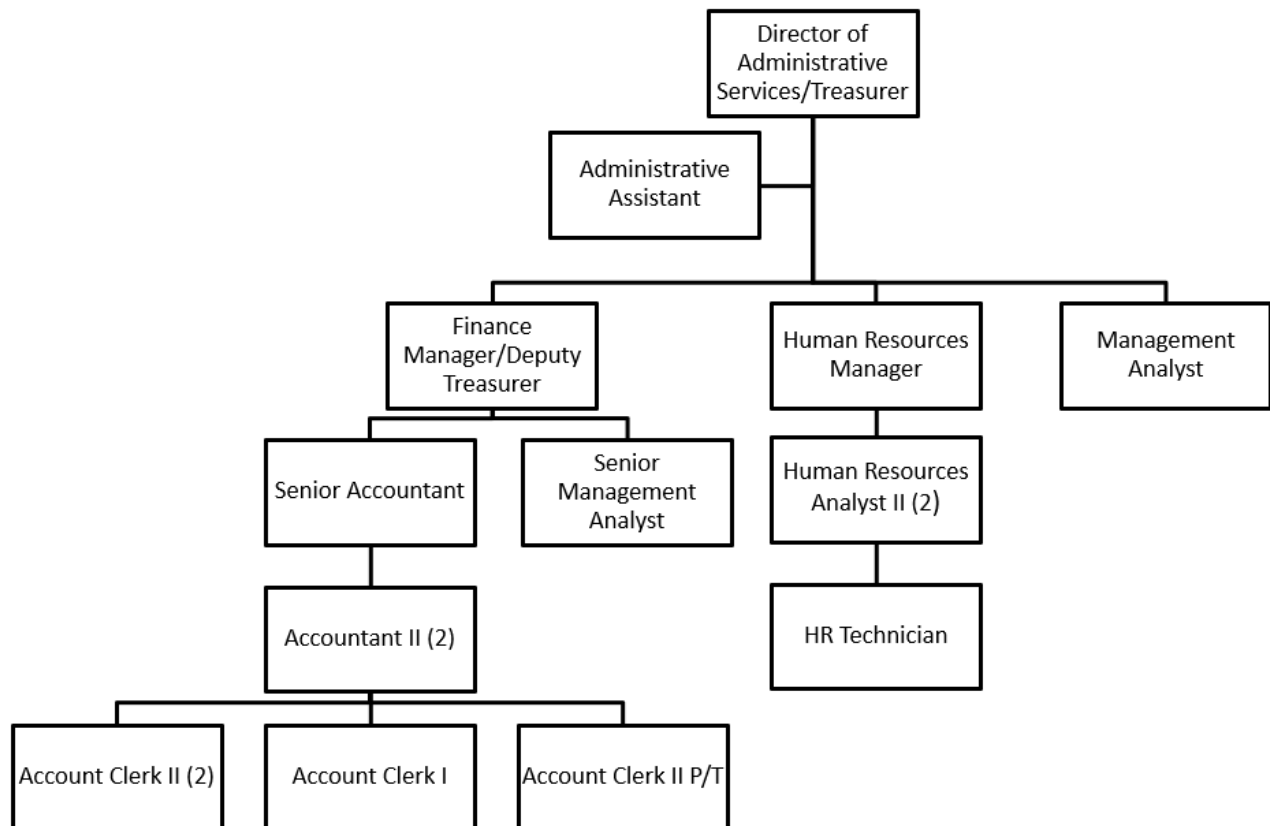 Director of
Administrative
Services/Treasurer
Administrative
Assistant
Finance
Manager/Deputy
Treasurer
Human Resources
Manager
Management
Analyst
Senior Accountant
Senior
Management
Analyst
Human Resources
Analyst II (2)
Accountant II (2)
HR Technician
Account Clerk II (2)
Account Clerk I
Account Clerk II P/T